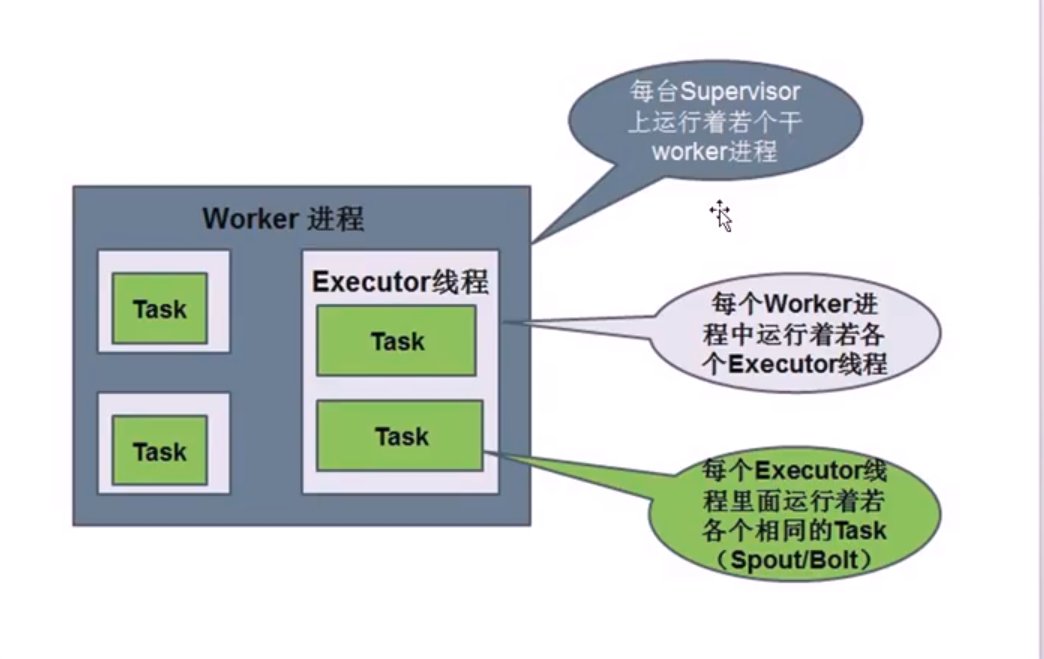 每台Supervisor
上运行着若个干
worker进程
Worker 进程
Executor线程
Task
Task
Task
Task
每个Worker进
程中运行着若各
个Executor线程
每个Executor线
程里面运行着若
各个相同的Task
（Spout/Bolt）